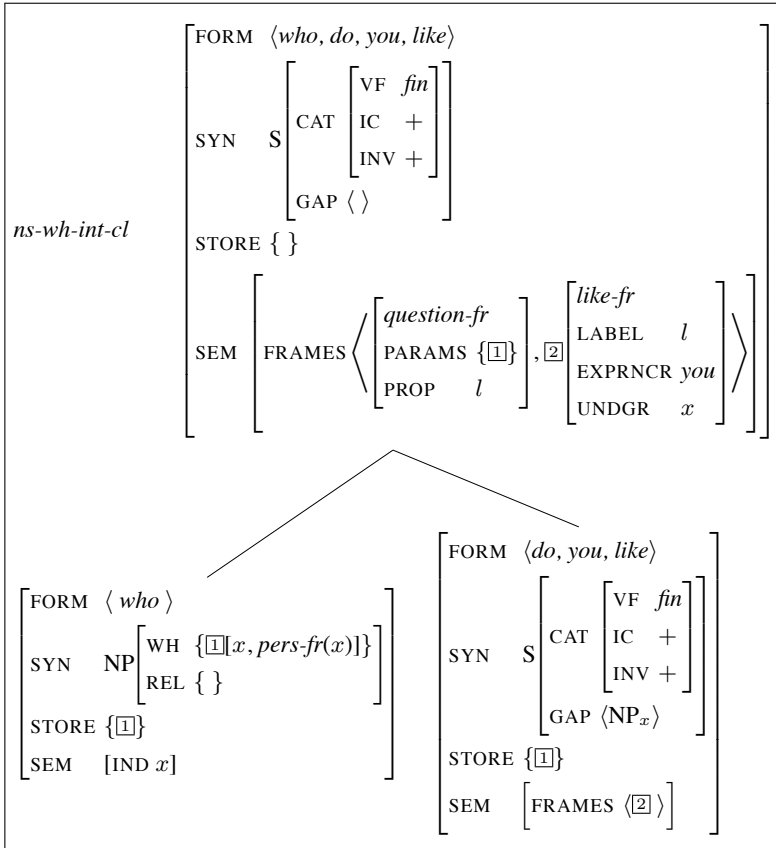 FORM ⟨who, do, you, like⟩
SYN S
CAT
VF fin
IC +
INV +
GAP ⟨ ⟩
ns-wh-int-cl
STORE { }
SEM
FRAMES
question-fr
PARAMS {1}
PROP l
, 2
like-fr
LABEL l
EXPRNCR you
UNDGR x
FORM ⟨ who ⟩
SYN NP
WH {1[x, pers-fr(x)]}
REL { }
STORE {1}
SEM [IND x]
FORM ⟨do, you, like⟩
SYN S
CAT
VF fin
IC +
INV +
GAP ⟨NPₓ⟩
STORE {1}
SEM [FRAMES ⟨2⟩]